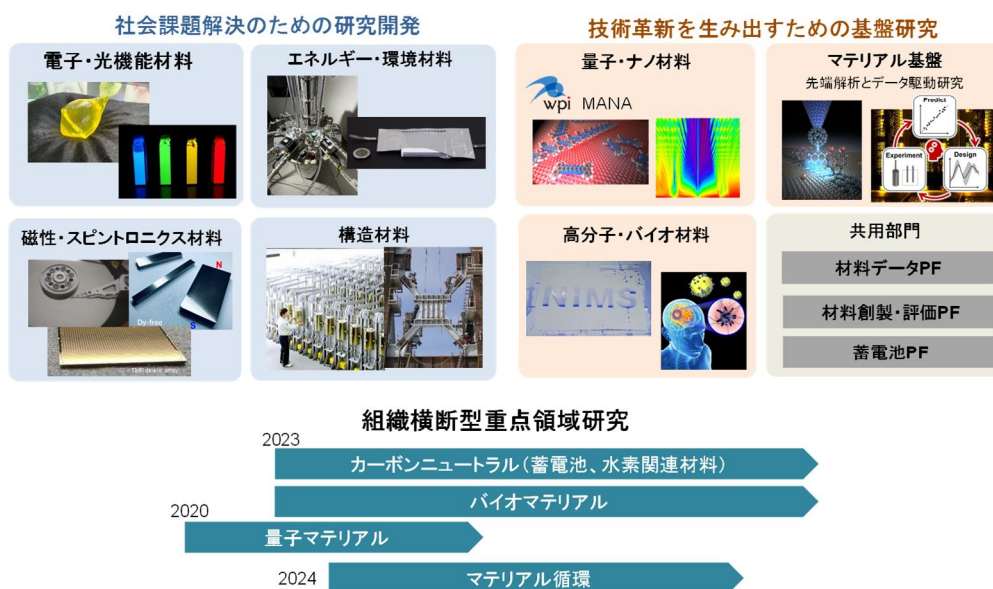 社会課題解決のための研究開発
電子・光機能材料
エネルギー・環境材料
磁性・スピントロニクス材料
N
Dy-free
S
TMR device array
構造材料
技術革新を生み出すための基盤研究
量子・ナノ材料
wpi MANA
マテリアル基盤
先端解析とデータ駆動研究
Predict
Experiment
Design
高分子・バイオ材料
NIMS
共用部門
材料データPF
材料創製・評価PF
蓄電池PF
組織横断型重点領域研究
2023
カーボンニュートラル(蓄電池、水素関連材料)
バイオマテリアル
2020
量子マテリアル
2024
マテリアル循環